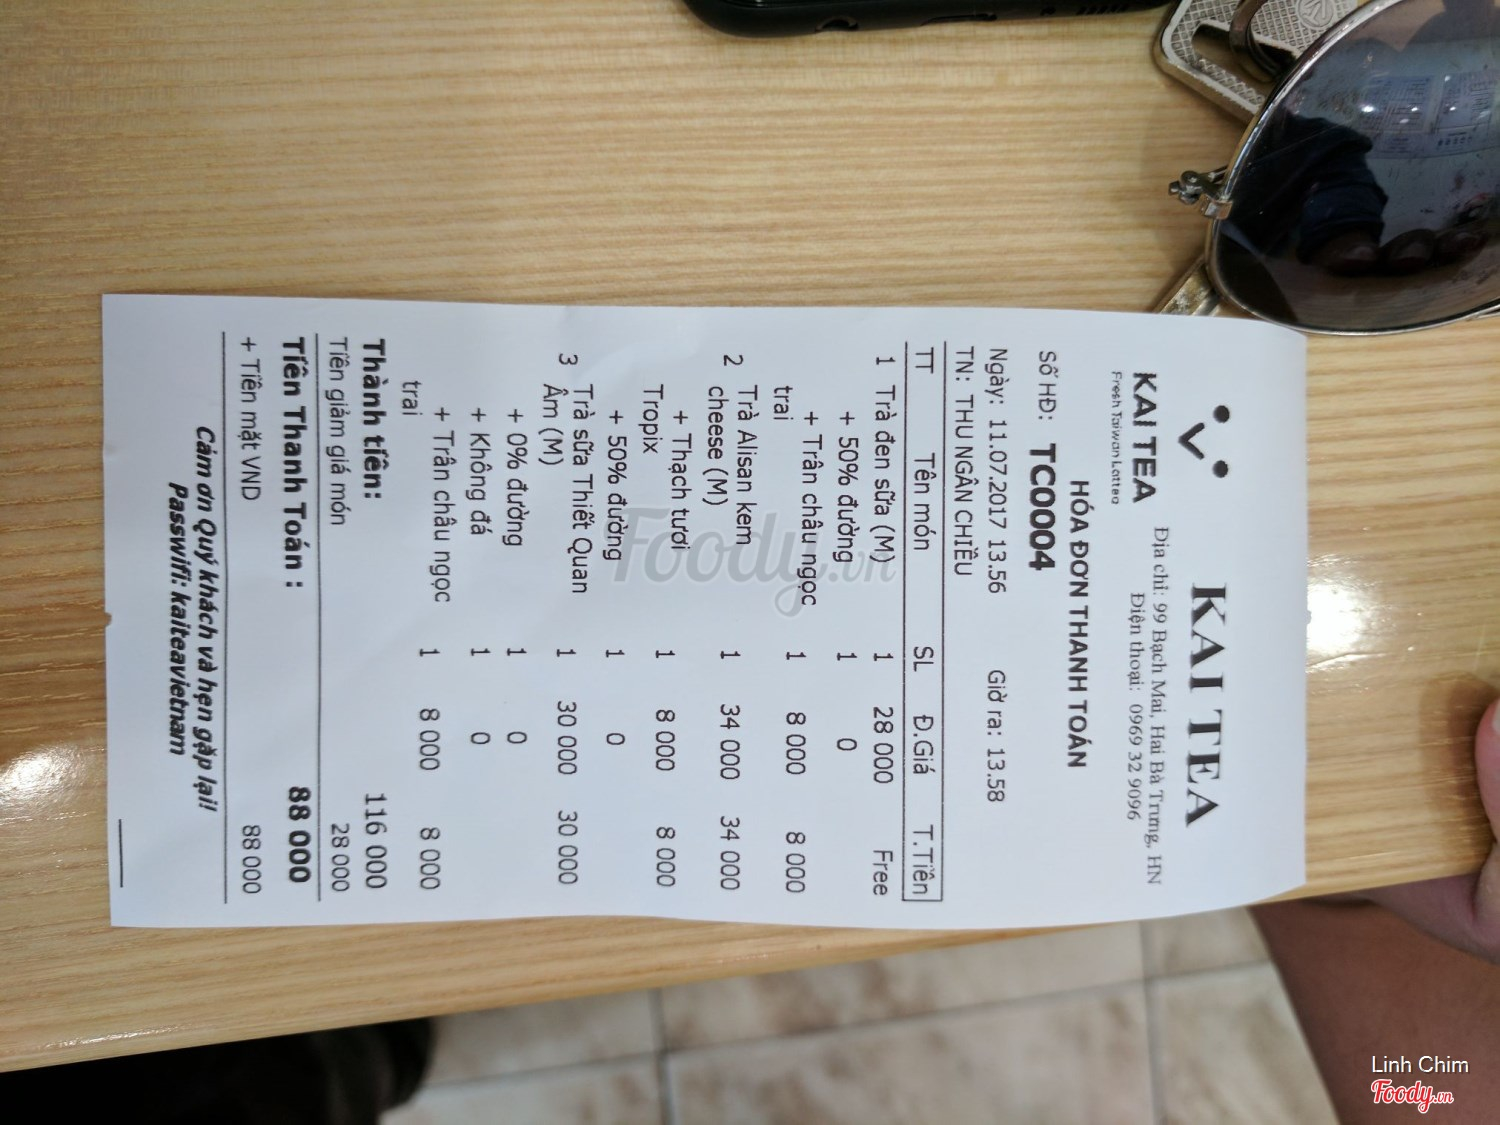 KAI TEA
Địa chỉ: 99 Bạch Mai, Hai Bà Trưng, HN
Điện thoại: 0969 32 9096
KAI TEA
Fresh Taiwan Lattea
HÓA ĐƠN THANH TOÁN
Số HĐ: TC0004
Ngày: 11.07.2017 13.56 Giờ ra: 13.58
TN: THU NGÂN CHIỀU
TT Tên món SL Đ.Giá T.Tiền
1 Trà đen sữa (M) 1 28 000 Free
+ 50% đường 1 0
+ Trân châu ngọc 1 8 000 8 000
trai
2 Trà Alisan kem 1 34 000 34 000
cheese (M)
+ Thạch tươi 1 8 000 8 000
Tropix
+ 50% đường 1 0
3 Trà sữa Thiết Quan 1 30 000 30 000
Âm (M)
+ 0% đường 1 0
+ Không đá 1 0
+ Trân châu ngọc 1 8 000 8 000
trai
Thành tiền: 116 000
Tiền giảm giá món 28 000
Tiền Thanh Toán : 88 000
+ Tiền mặt VND 88 000
Cảm ơn Quý khách và hẹn gặp lại!
Passwifi: kaiteavietnam
Foody.vn
Linh Chim
Foody.vn